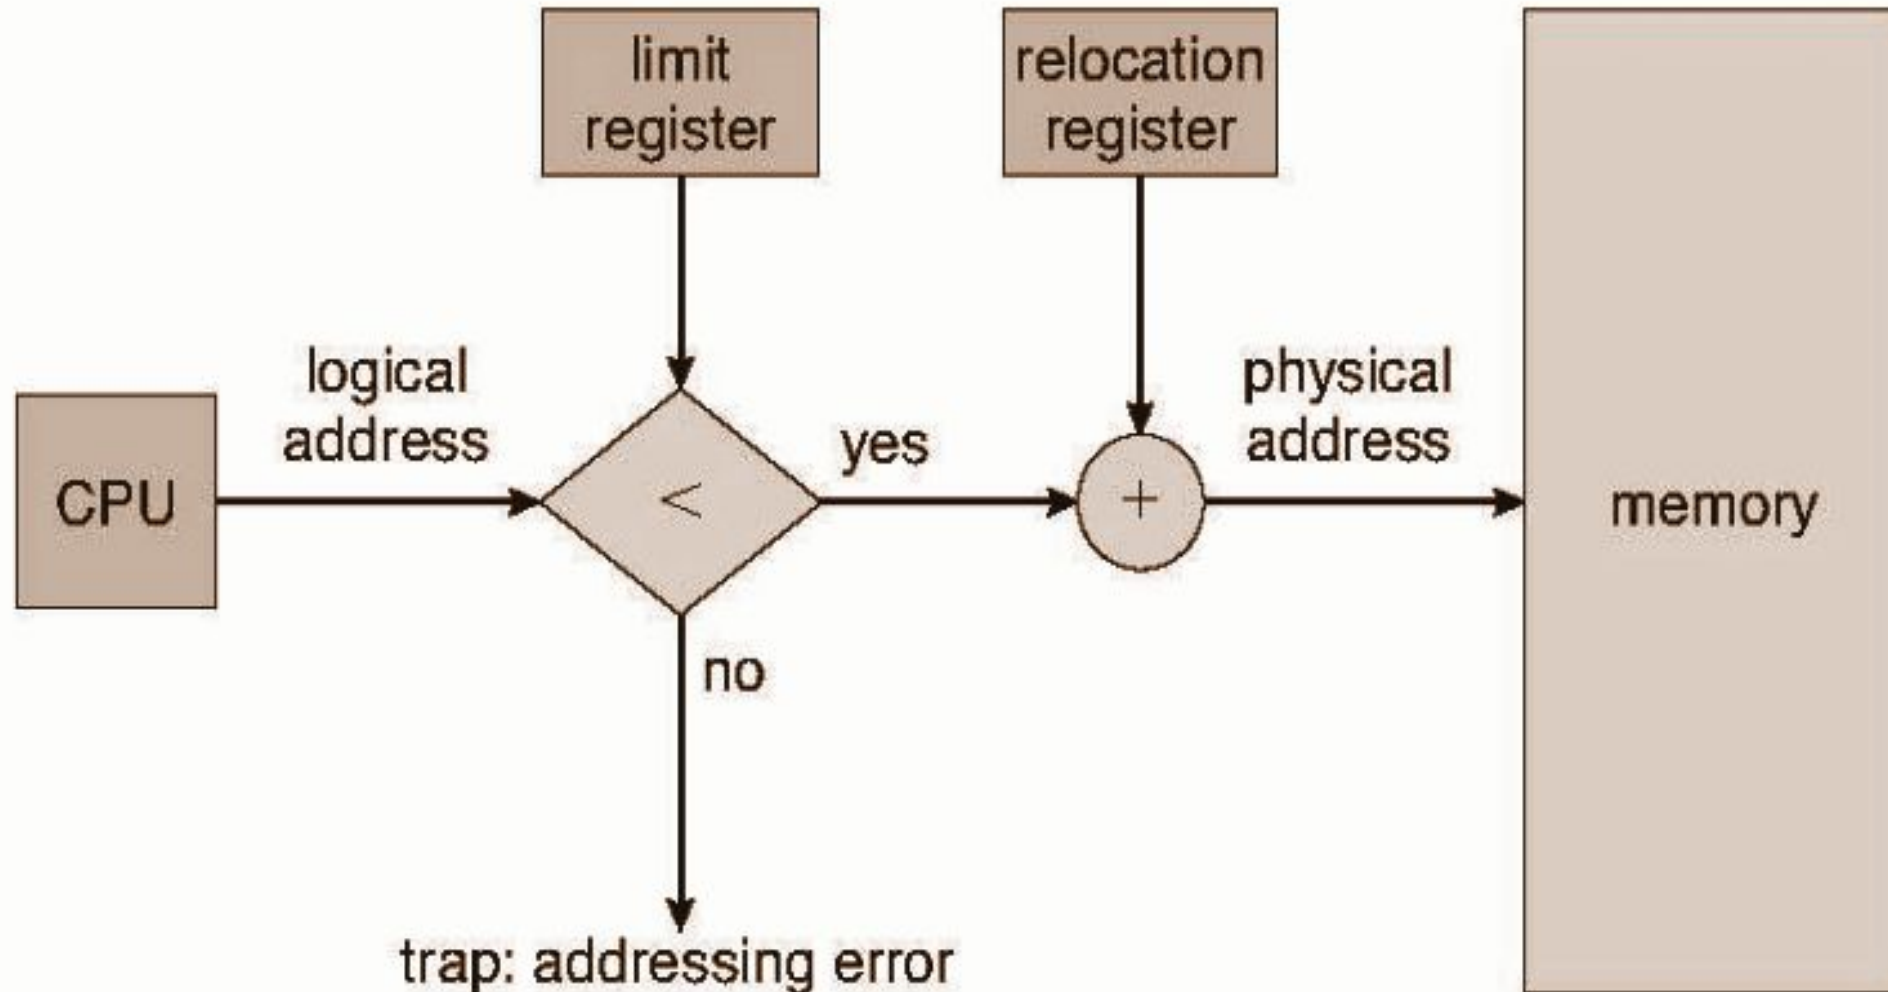 limit
register
relocation
register
logical
address
yes
physical
address
CPU
<
+
memory
no
trap: addressing error